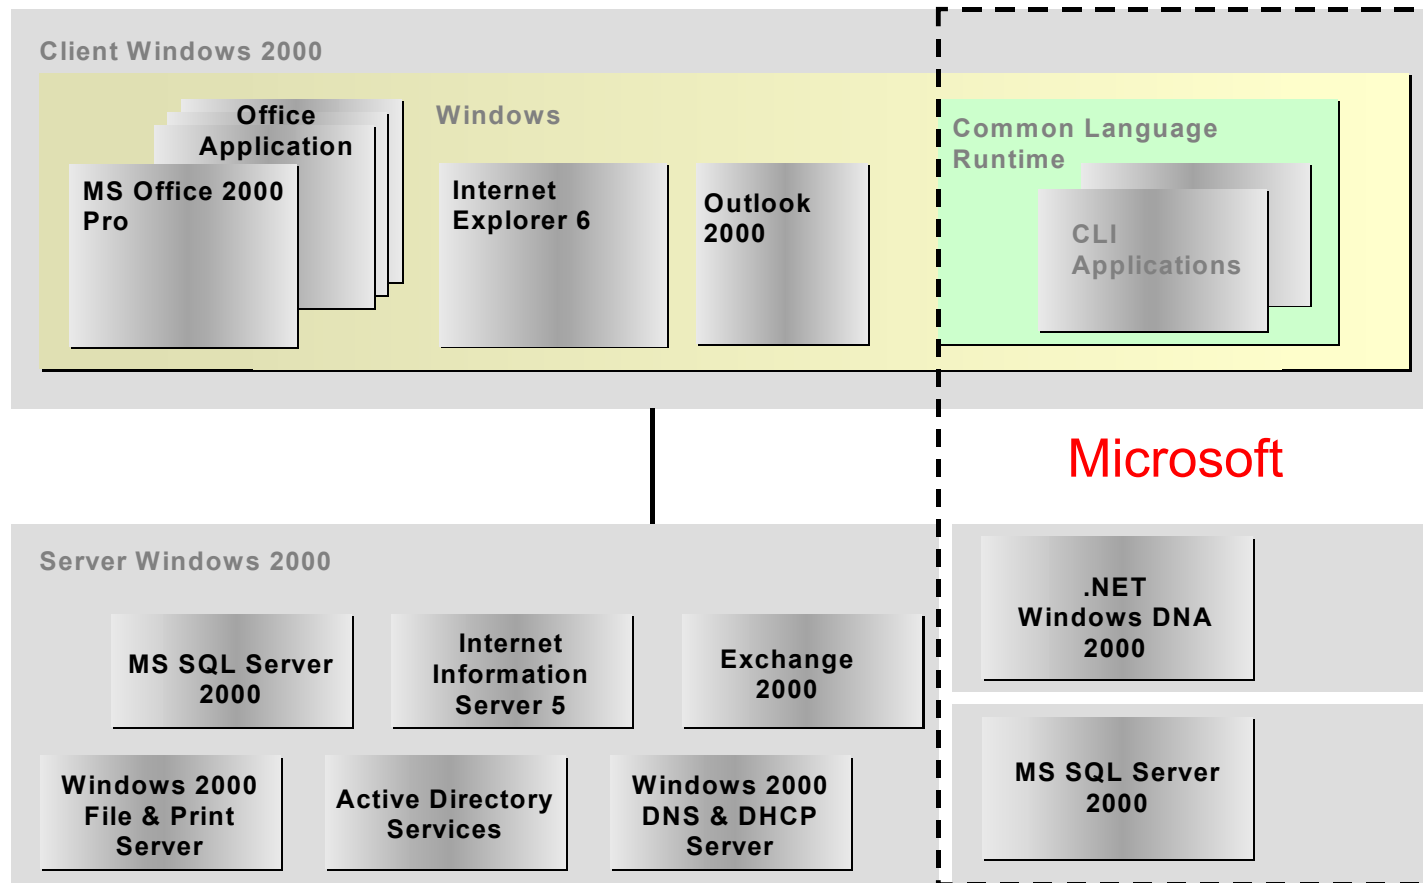 Client Windows 2000
Office
Application
MS Office 2000
Pro
Windows
Internet
Explorer 6
Outlook
2000
Common Language
Runtime
CLI
Applications
Microsoft
Server Windows 2000
MS SQL Server
2000
Internet
Information
Server 5
Exchange
2000
Windows 2000
File & Print
Server
Active Directory
Services
Windows 2000
DNS & DHCP
Server
.NET
Windows DNA
2000
MS SQL Server
2000